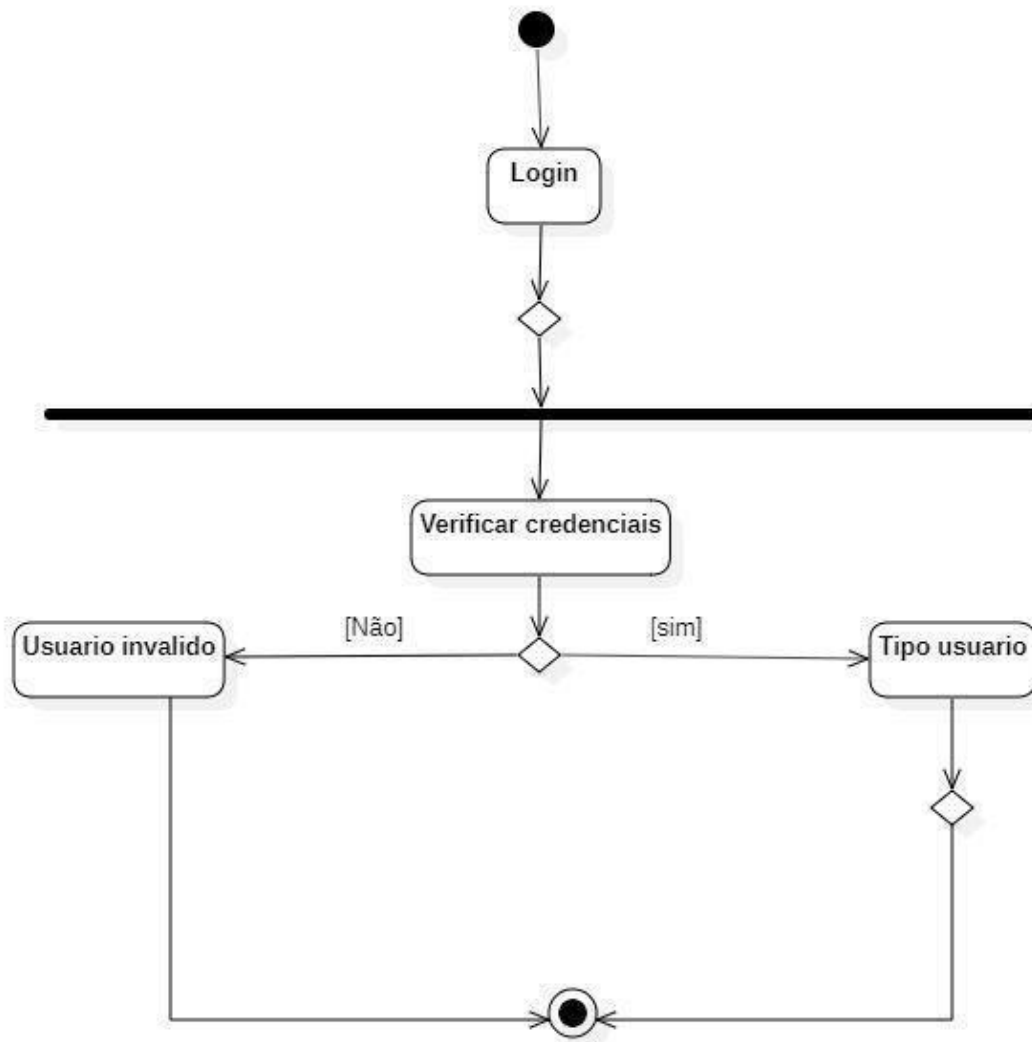 Login
Verificar credenciais
[Não]
[sim]
Usuario invalido
Tipo usuario